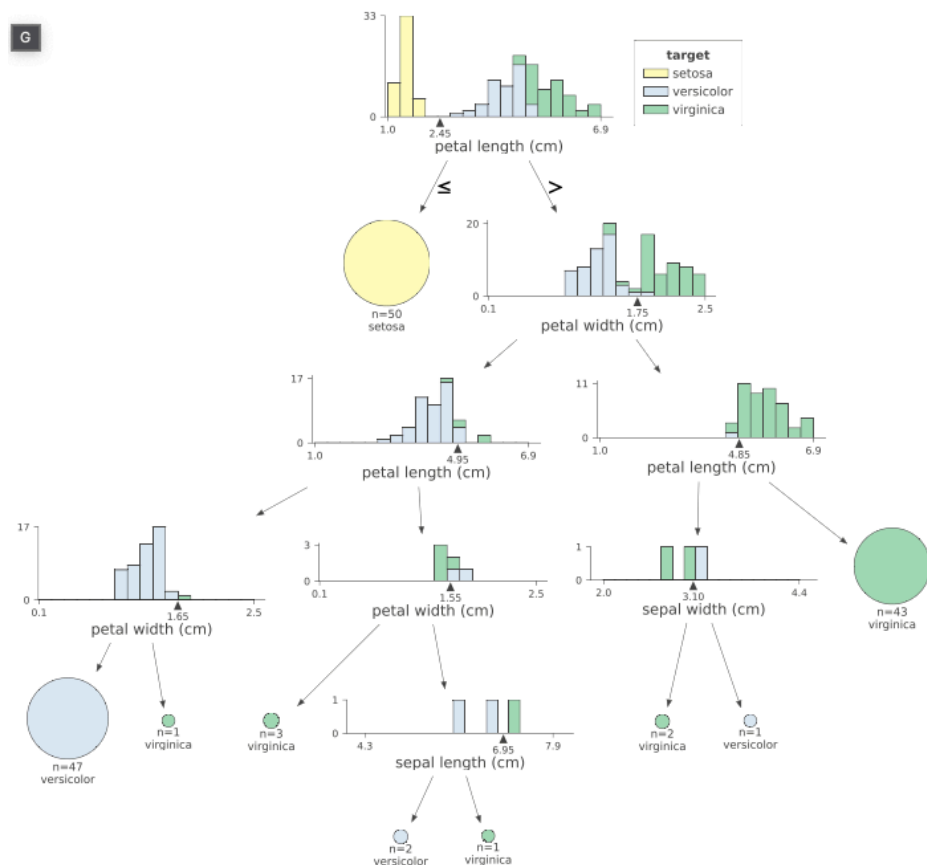 G
33
0
1.0
2.45
6.9
petal length (cm)
target
setosa
versicolor
virginica
≤
>
n=50
setosa
20
0
0.1
1.75
2.5
petal width (cm)
17
0
1.0
4.95
6.9
petal length (cm)
11
0
1.0
4.85
6.9
petal length (cm)
17
0
0.1
1.65
2.5
petal width (cm)
3
0
0.1
1.55
2.5
petal width (cm)
1
0
2.0
3.10
4.4
sepal width (cm)
n=43
virginica
n=47
versicolor
n=1
virginica
n=3
virginica
1
0
4.3
6.95
7.9
sepal length (cm)
n=2
virginica
n=1
versicolor
n=2
versicolor
n=1
virginica